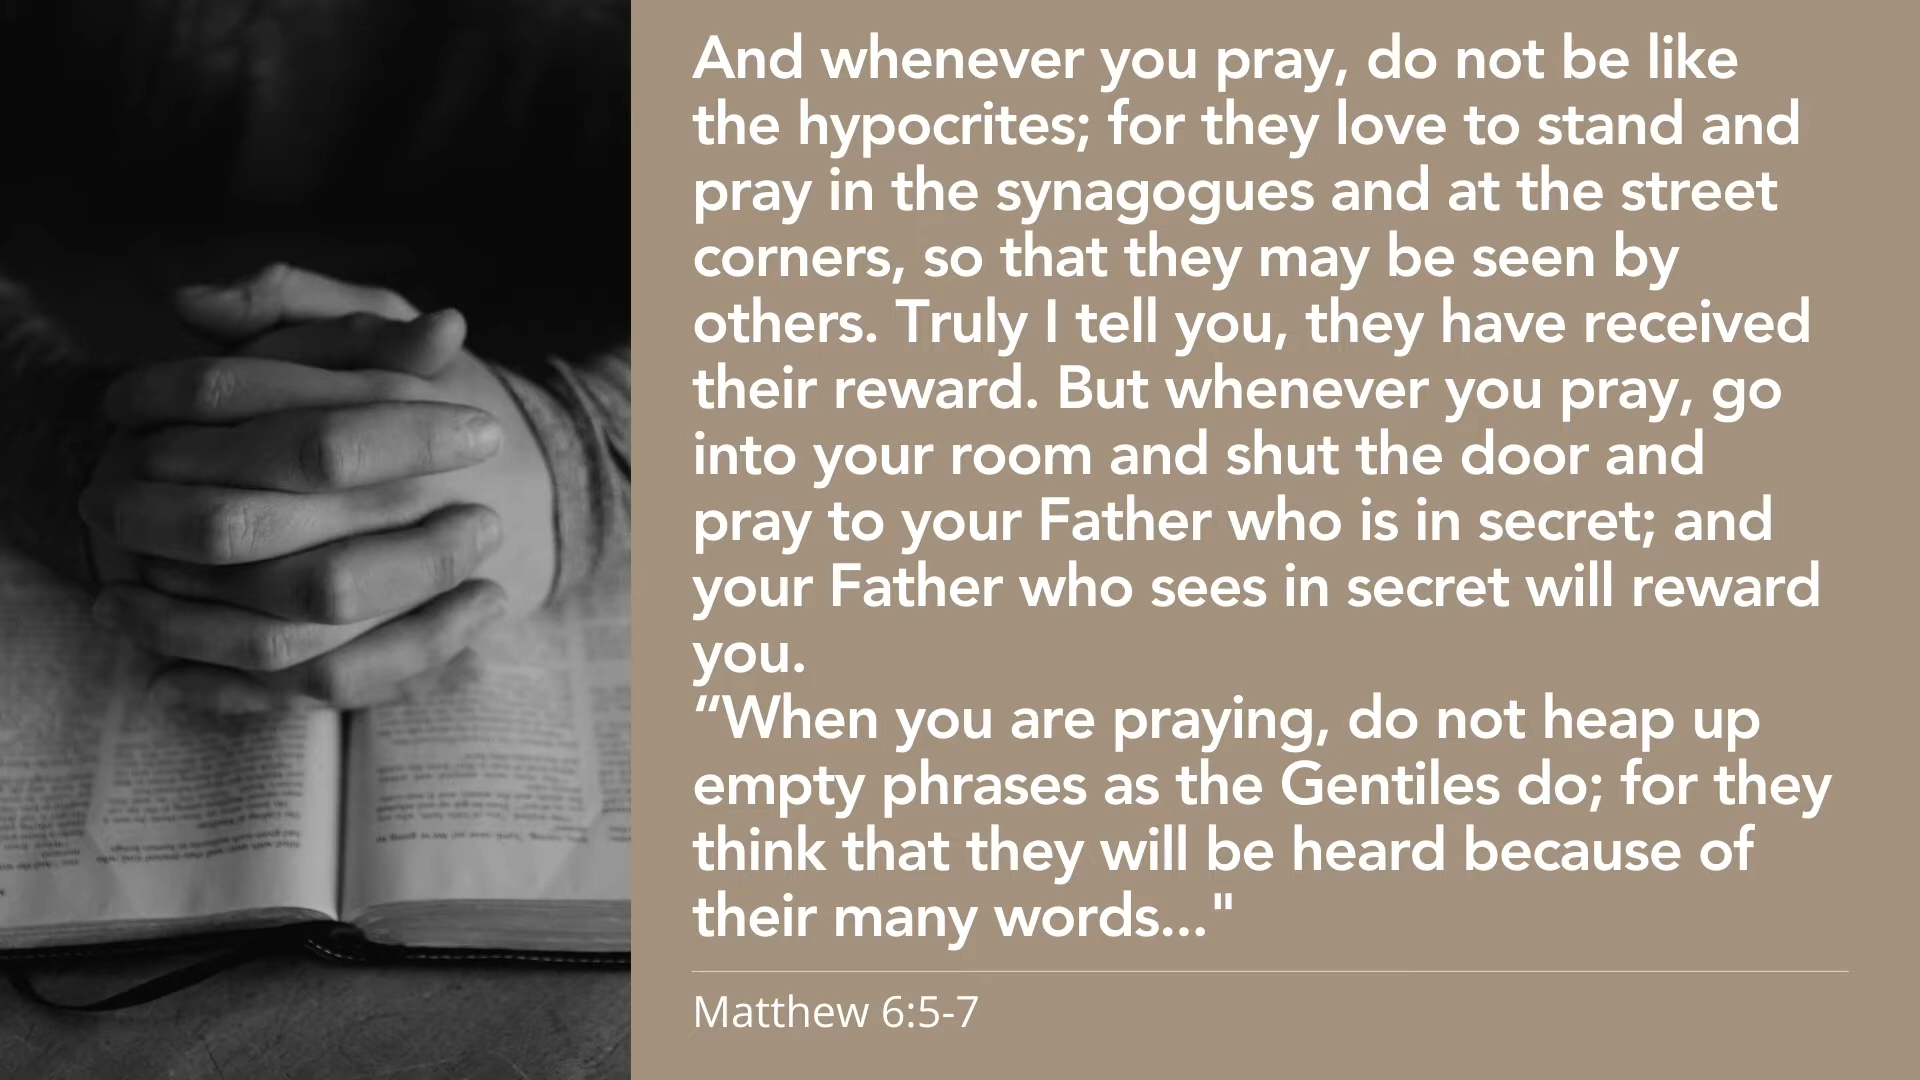 And whenever you pray, do not be like
the hypocrites; for they love to stand and
pray in the synagogues and at the street
corners, so that they may be seen by
others. Truly I tell you, they have received
their reward. But whenever you pray, go
into your room and shut the door and
pray to your Father who is in secret; and
your Father who sees in secret will reward
you.
“When you are praying, do not heap up
empty phrases as the Gentiles do; for they
think that they will be heard because of
their many words..."
Matthew 6:5-7